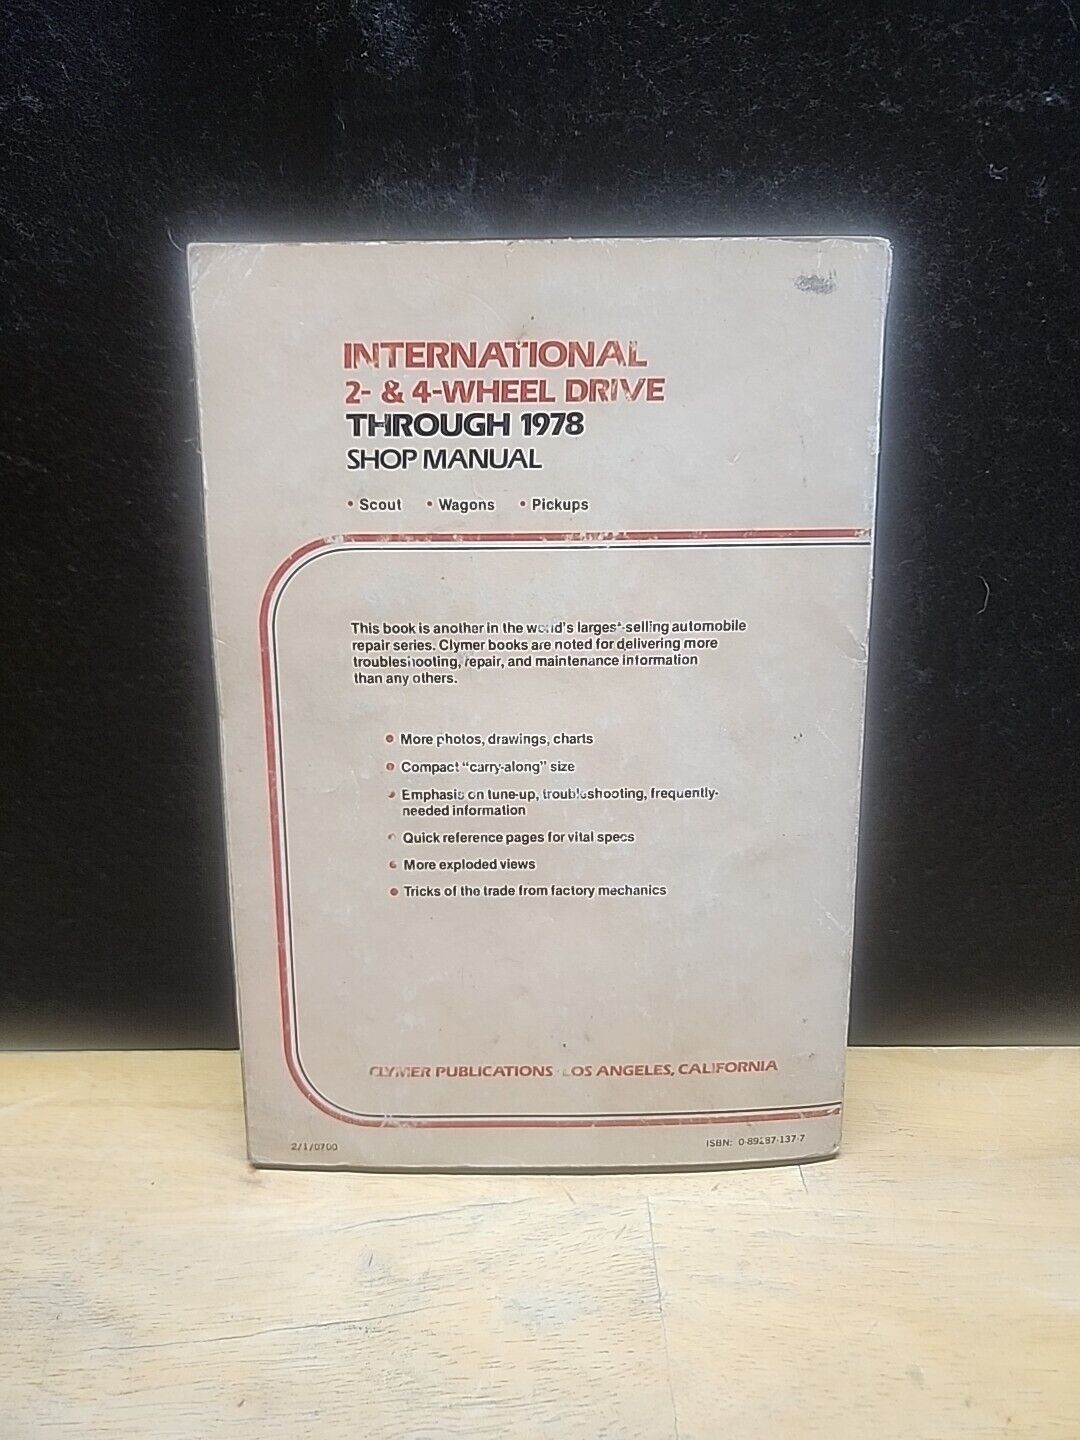 INTERNATIONAL
2- & 4-WHEEL DRIVE
THROUGH 1978
SHOP MANUAL
• Scout • Wagons • Pickups
This book is another in the world's largest-selling automobile
repair series. Clymer books are noted for delivering more
troubleshooting, repair, and maintenance information
than any others.
• More photos, drawings, charts
• Compact "carry-along" size
• Emphasis on tune-up, troubleshooting, frequently-
needed information
• Quick reference pages for vital specs
• More exploded views
• Tricks of the trade from factory mechanics
CLYMER PUBLICATIONS · LOS ANGELES, CALIFORNIA
2/1/0700
ISBN: 0-89287-137-7